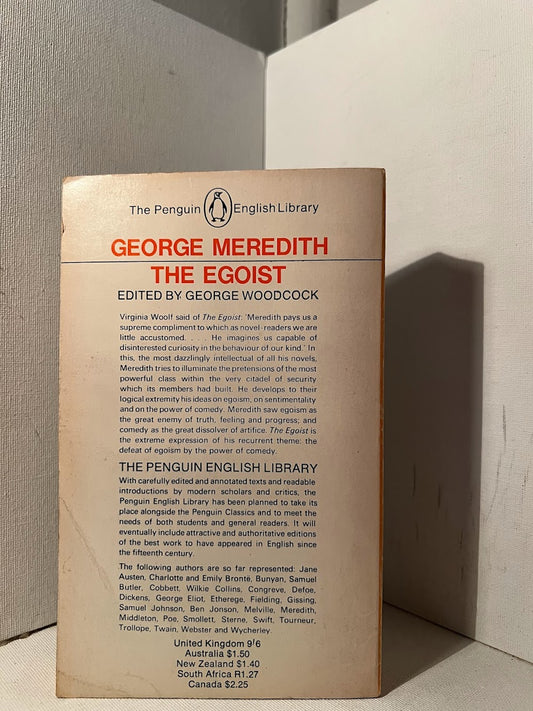 The Penguin English Library
GEORGE MEREDITH
THE EGOIST
EDITED BY GEORGE WOODCOCK
Virginia Woolf said of The Egoist: 'Meredith pays us a
supreme compliment to which as novel-readers we are
little accustomed. . . . He imagines us capable of
disinterested curiosity in the behaviour of our kind.' In
this, the most dazzlingly intellectual of all his novels,
Meredith tries to illuminate the pretensions of the most
powerful class within the very citadel of security
which its members had built. He develops to their
logical extremity his ideas on egoism, on sentimentality
and on the power of comedy. Meredith saw egoism as
the great enemy of truth, feeling and progress; and
comedy as the great dissolver of artifice. The Egoist is
the extreme expression of his recurrent theme: the
defeat of egoism by the power of comedy.
THE PENGUIN ENGLISH LIBRARY
With carefully edited and annotated texts and readable
introductions by modern scholars and critics, the
Penguin English Library has been planned to take its
place alongside the Penguin Classics and to meet the
needs of both students and general readers. It will
eventually include attractive and authoritative editions
of the best work to have appeared in English since
the fifteenth century.
The following authors are so far represented: Jane
Austen, Charlotte and Emily Brontë, Bunyan, Samuel
Butler, Cobbett, Wilkie Collins, Congreve, Defoe,
Dickens, George Eliot, Etherege, Fielding, Gissing,
Samuel Johnson, Ben Jonson, Melville, Meredith,
Middleton, Poe, Smollett, Sterne, Swift, Tourneur,
Trollope, Twain, Webster and Wycherley.
United Kingdom 9/6
Australia $1.50
New Zealand $1.40
South Africa R1.27
Canada $2.25